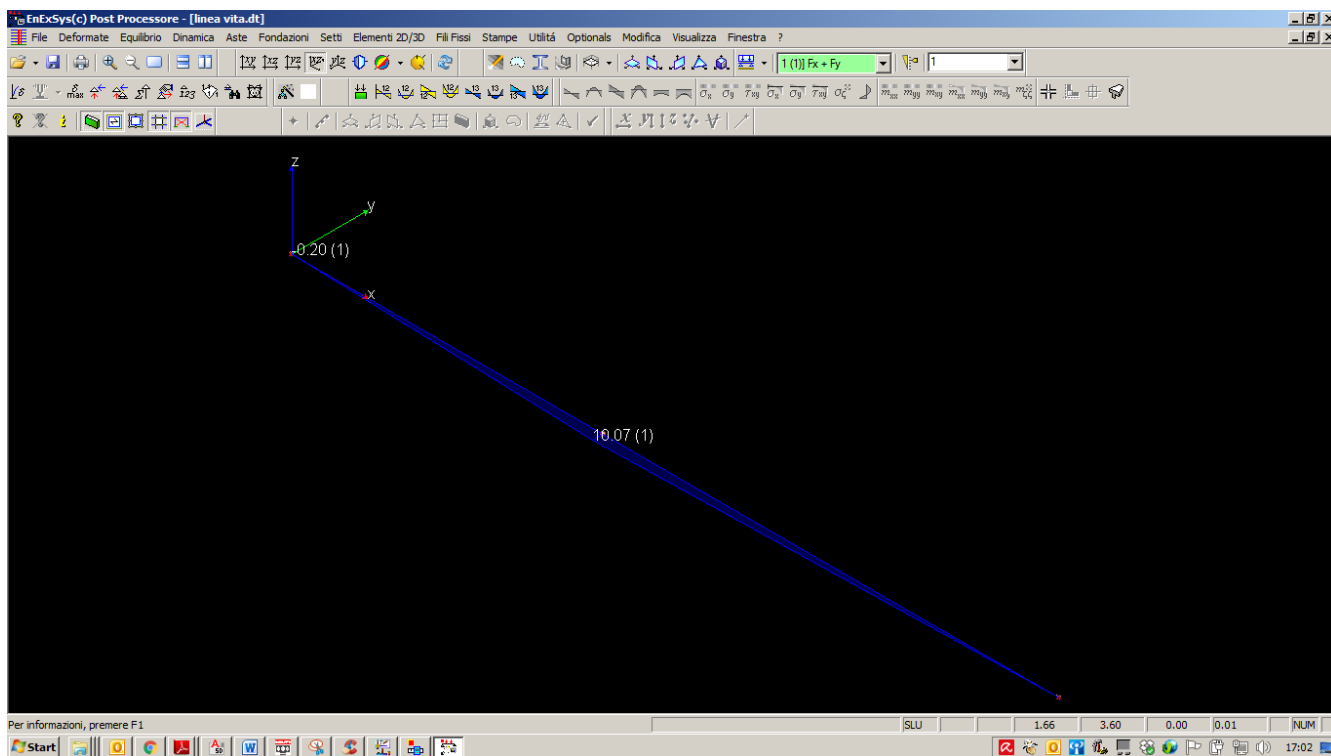 EnExSys(c) Post Processore - [linea vita.dt]
File Deformate Equilibrio Dinamica Aste Fondazioni Setti Elementi 2D/3D Fili Fissi Stampe Utilitá Optionals Modifica Visualizza Finestra ?
1 (1)] Fx + Fy 1
z
y
-0.20 (1)
x
10.07 (1)
Per informazioni, premere F1 SLU 1.66 3.60 0.00 0.01 NUM
Start 17:02